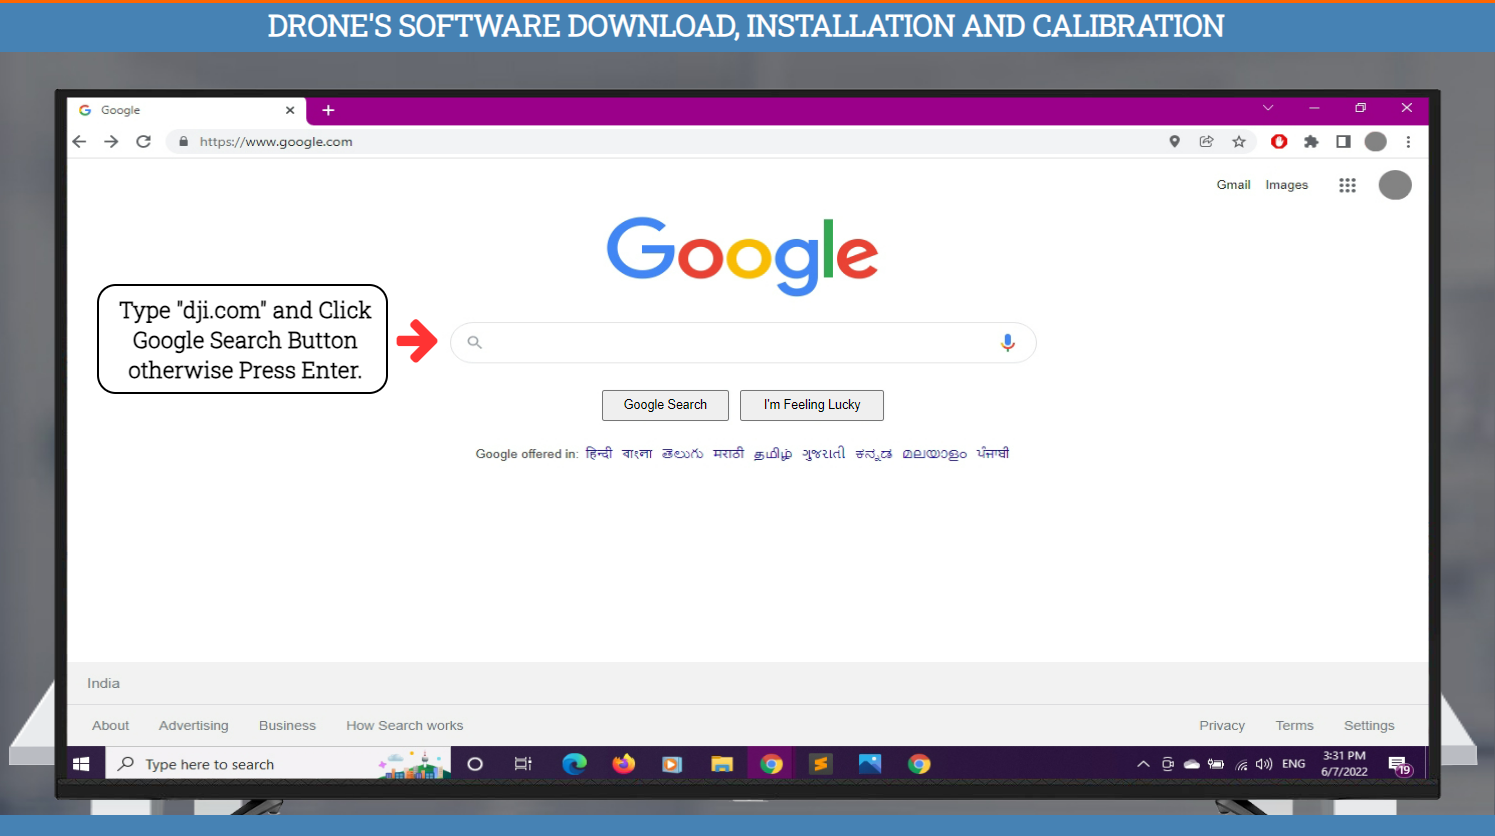 DRONE'S SOFTWARE DOWNLOAD, INSTALLATION AND CALIBRATION
Google
https://www.google.com
Gmail Images
Google
Type "dji.com" and Click
Google Search Button
otherwise Press Enter.
Google Search I'm Feeling Lucky
Google offered in: हिन्दी বাংলা తెలుగు मराठी தமிழ் ગુજરાતી ಕನ್ನಡ മലയാളം ਪੰਜਾਬੀ
India
About Advertising Business How Search works Privacy Terms Settings
Type here to search ENG 3:31 PM
6/7/2022 19